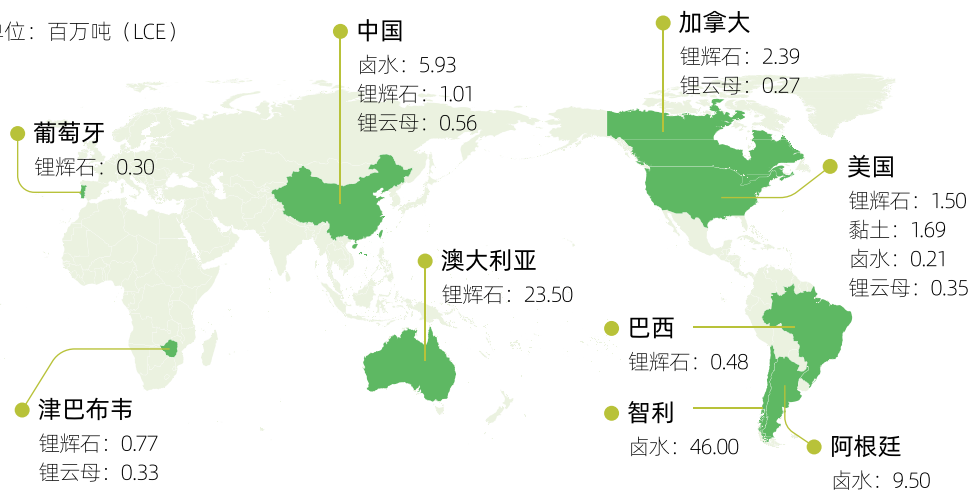 位：百万吨（LCE）
中国
卤水：5.93
锂辉石：1.01
锂云母：0.56
加拿大
锂辉石：2.39
锂云母：0.27
葡萄牙
锂辉石：0.30
美国
锂辉石：1.50
黏土：1.69
卤水：0.21
锂云母：0.35
澳大利亚
锂辉石：23.50
巴西
锂辉石：0.48
津巴布韦
锂辉石：0.77
锂云母：0.33
智利
卤水：46.00
阿根廷
卤水：9.50